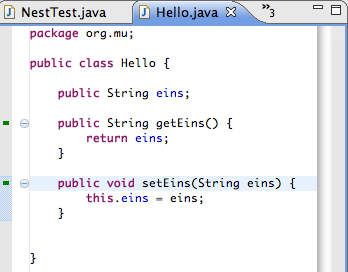 NestTest.java
Hello.java
»3
package org.mu;
public class Hello {
public String eins;
public String getEins() {
return eins;
}
public void setEins(String eins) {
this.eins = eins;
}
}